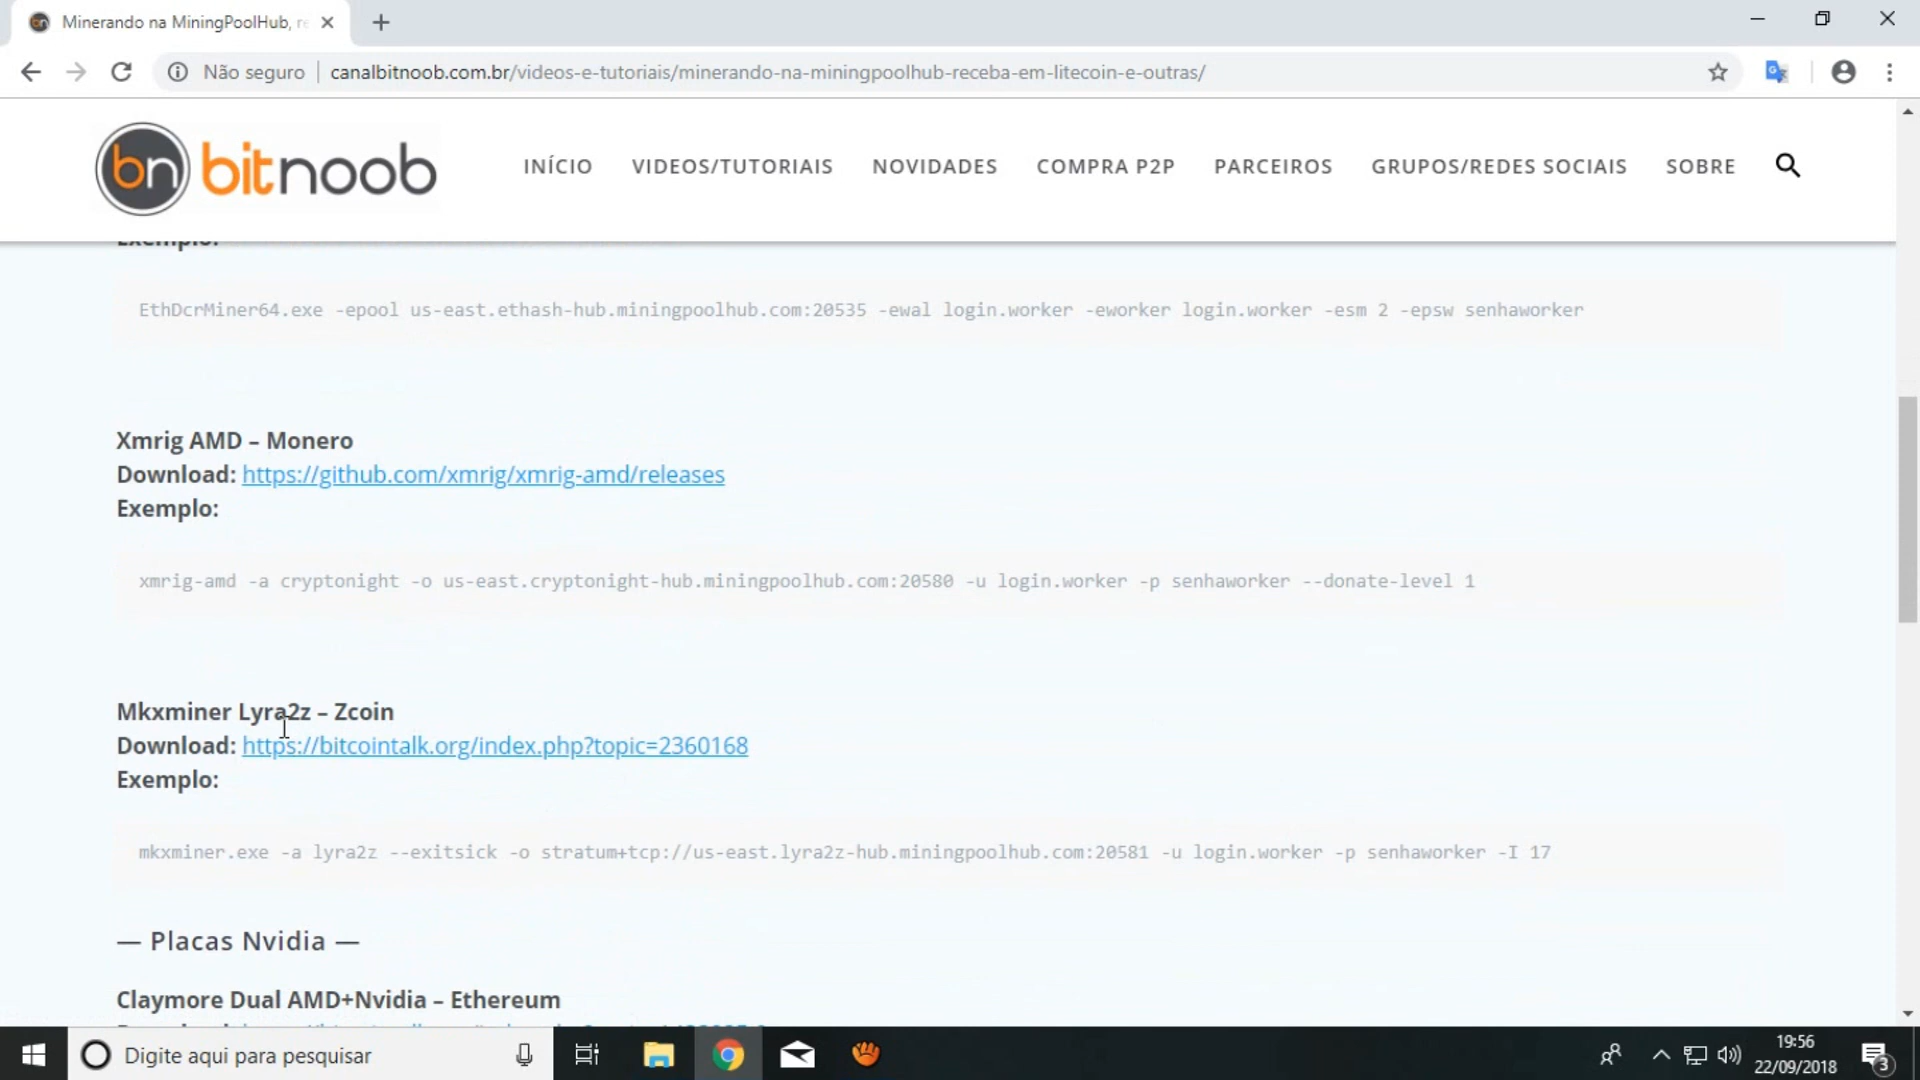 Minerando na MiningPoolHub, re
Não seguro
canalbitnoob.com.br/videos-e-tutoriais/minerando-na-miningpoolhub-receba-em-litecoin-e-outras/
bn bitnoob
INÍCIO VIDEOS/TUTORIAIS NOVIDADES COMPRA P2P PARCEIROS GRUPOS/REDES SOCIAIS SOBRE
Exemplo:
EthDcrMiner64.exe -epool us-east.ethash-hub.miningpoolhub.com:20535 -ewal login.worker -eworker login.worker -esm 2 -epsw senhaworker
Xmrig AMD – Monero
Download: https://github.com/xmrig/xmrig-amd/releases
Exemplo:
xmrig-amd -a cryptonight -o us-east.cryptonight-hub.miningpoolhub.com:20580 -u login.worker -p senhaworker --donate-level 1
Mkxminer Lyra2z – Zcoin
Download: https://bitcointalk.org/index.php?topic=2360168
Exemplo:
mkxminer.exe -a lyra2z --exitsick -o stratum+tcp://us-east.lyra2z-hub.miningpoolhub.com:20581 -u login.worker -p senhaworker -I 17
— Placas Nvidia —
Claymore Dual AMD+Nvidia – Ethereum
Digite aqui para pesquisar
19:56
22/09/2018
3